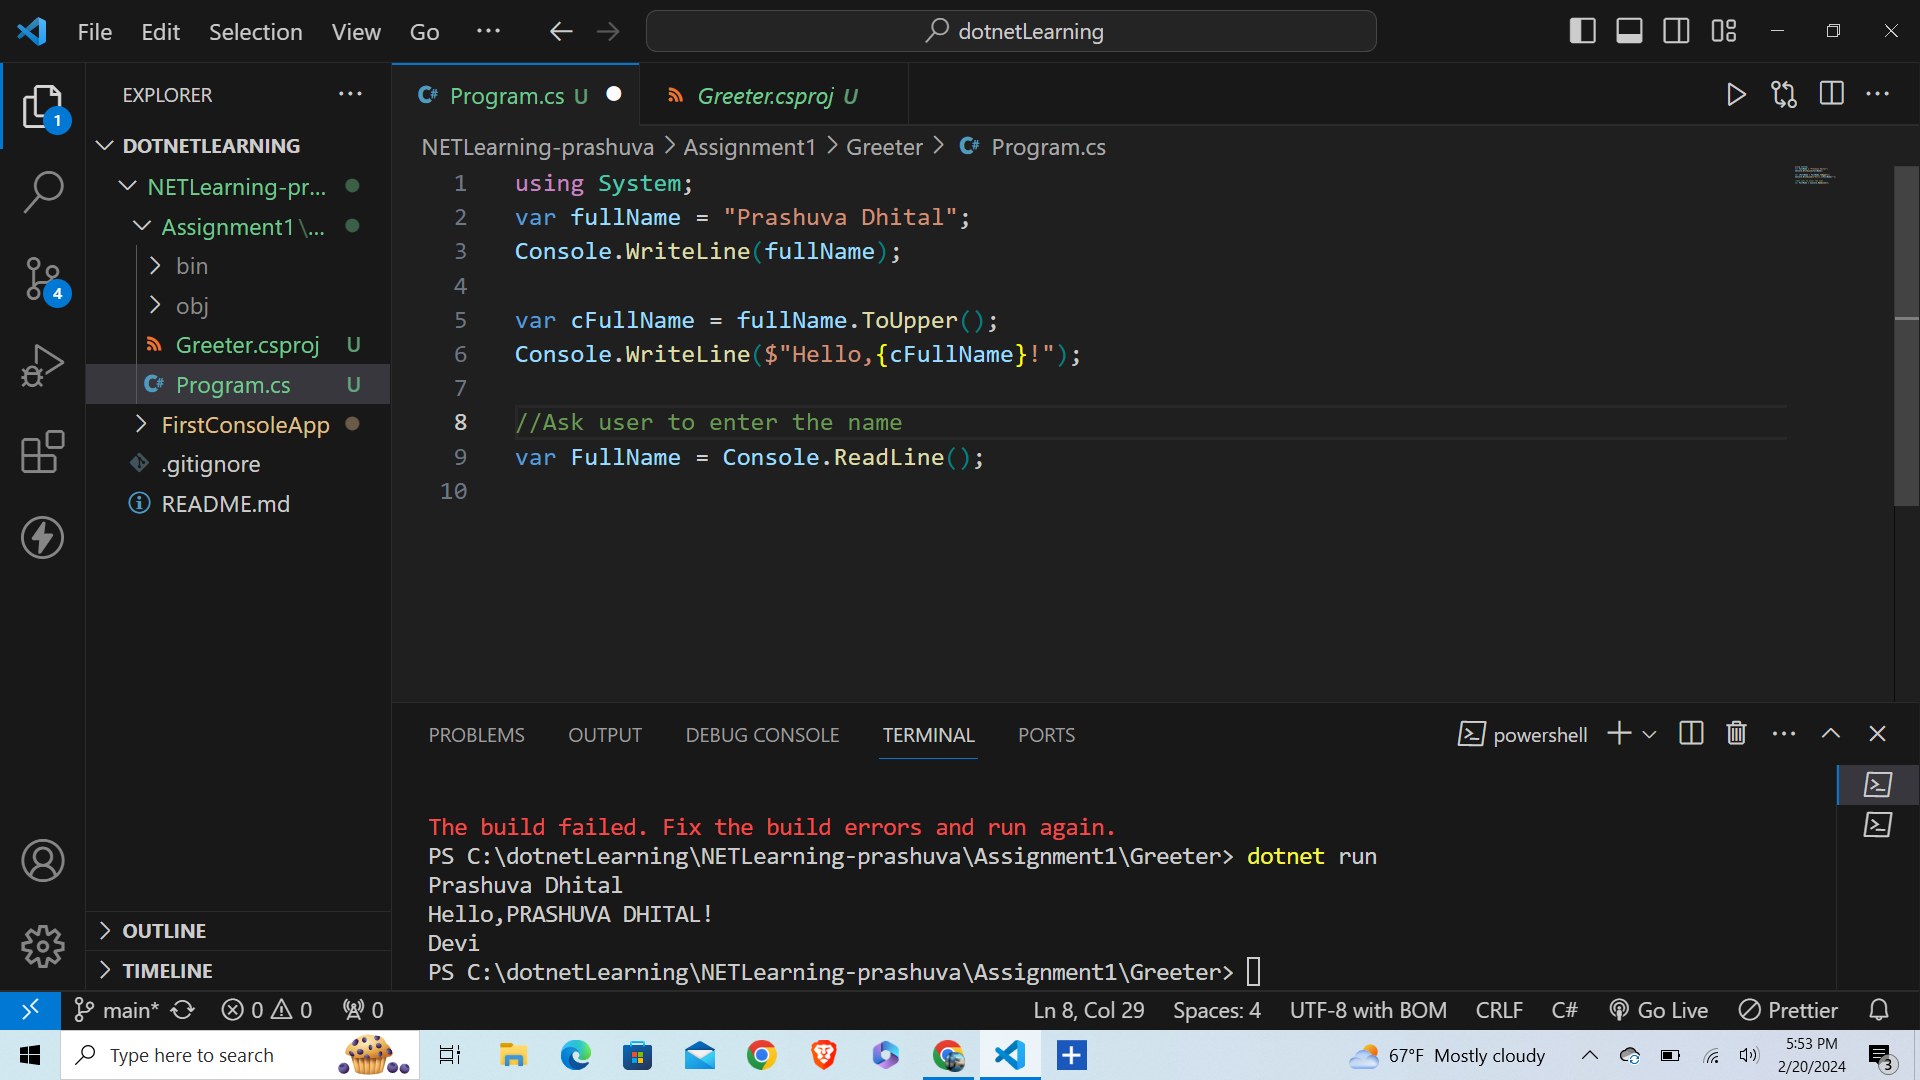 File Edit Selection View Go ··· dotnetLearning
EXPLORER ···
1
Program.cs U
Greeter.csproj U
DOTNETLEARNING
NETLearning-prashuva > Assignment1 > Greeter > Program.cs
NETLearning-pr...
Assignment1\...
bin
obj
Greeter.csproj U
Program.cs U
FirstConsoleApp
.gitignore
README.md
4
1 using System;
2 var fullName = "Prashuva Dhital";
3 Console.WriteLine(fullName);
4
5 var cFullName = fullName.ToUpper();
6 Console.WriteLine($"Hello,{cFullName}!");
7
8 //Ask user to enter the name
9 var FullName = Console.ReadLine();
10
PROBLEMS OUTPUT DEBUG CONSOLE TERMINAL PORTS powershell
The build failed. Fix the build errors and run again.
PS C:\dotnetLearning\NETLearning-prashuva\Assignment1\Greeter> dotnet run
Prashuva Dhital
Hello,PRASHUVA DHITAL!
Devi
PS C:\dotnetLearning\NETLearning-prashuva\Assignment1\Greeter>
OUTLINE
TIMELINE
main* 0 0 0 Ln 8, Col 29 Spaces: 4 UTF-8 with BOM CRLF C# Go Live Prettier
Type here to search
67°F Mostly cloudy
5:53 PM
2/20/2024
3